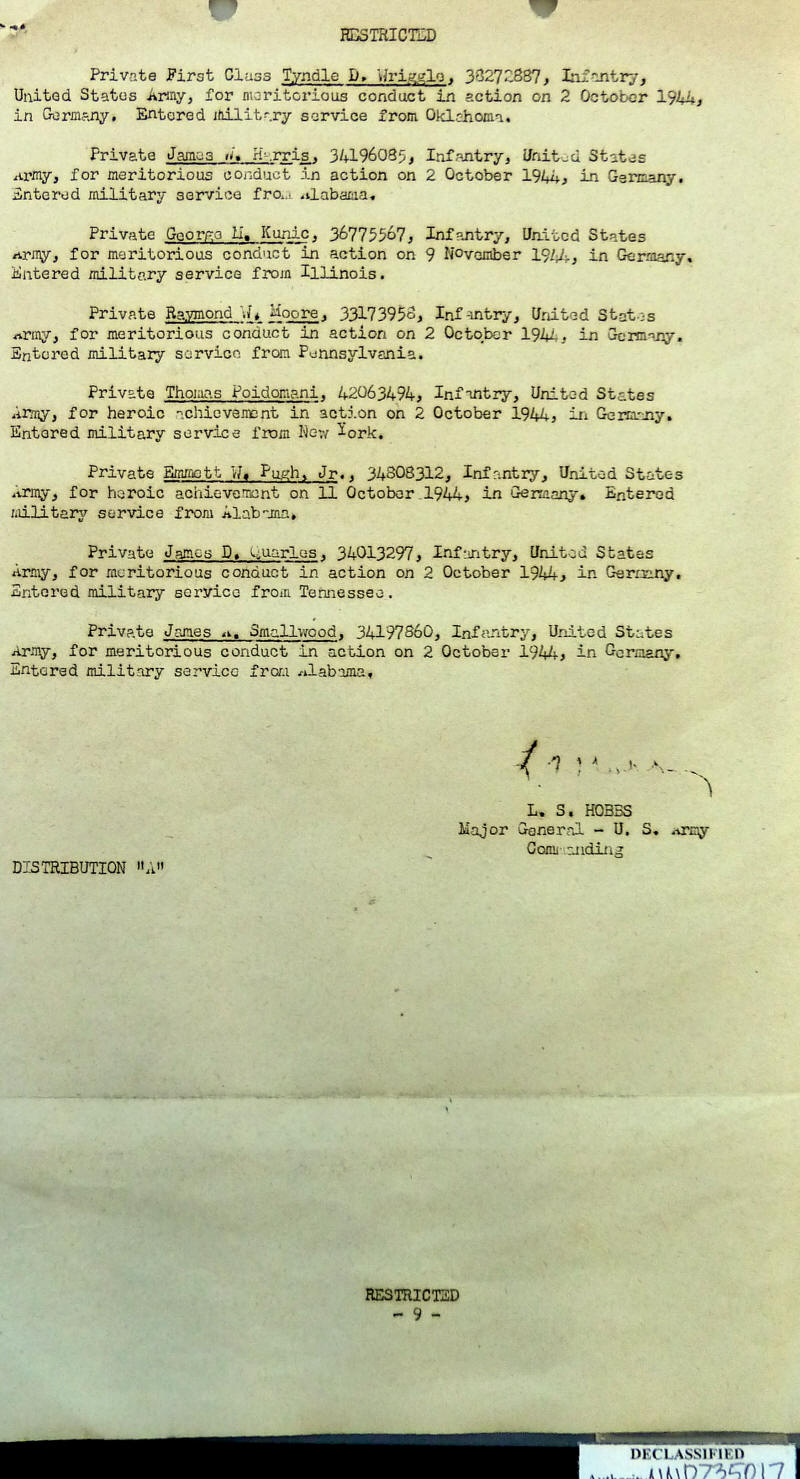 RESTRICTED
Private First Class Tyndle D. Wriggle, 38272887, Infantry,
United States Army, for meritorious conduct in action on 2 October 1944,
in Germany. Entered military service from Oklahoma.
Private James Harris, 34196085, Infantry, United States
Army, for meritorious conduct in action on 2 October 1944, in Germany.
Entered military service from Alabama.
Private George H. Kunic, 36775567, Infantry, United States
Army, for meritorious conduct in action on 9 November 1944, in Germany.
Entered military service from Illinois.
Private Raymond W. Moore, 33173958, Infantry, United States
Army, for meritorious conduct in action on 2 October 1944, in Germany.
Entered military service from Pennsylvania.
Private Thomas Poidomani, 42063494, Infantry, United States
Army, for heroic achievement in action on 2 October 1944, in Germany.
Entered military service from New York.
Private Emmett W. Pugh, Jr., 34808312, Infantry, United States
Army, for heroic achievement on 11 October 1944, in Germany. Entered
military service from Alabama.
Private James D. Quarles, 34013297, Infantry, United States
Army, for meritorious conduct in action on 2 October 1944, in Germany.
Entered military service from Tennessee.
Private James A. Smallwood, 34197860, Infantry, United States
Army, for meritorious conduct in action on 2 October 1944, in Germany.
Entered military service from Alabama.
L. S. HOBBS
Major General - U. S. Army
Commanding
DISTRIBUTION "A"
RESTRICTED
- 9 -
DECLASSIFIED
Authority NND735017